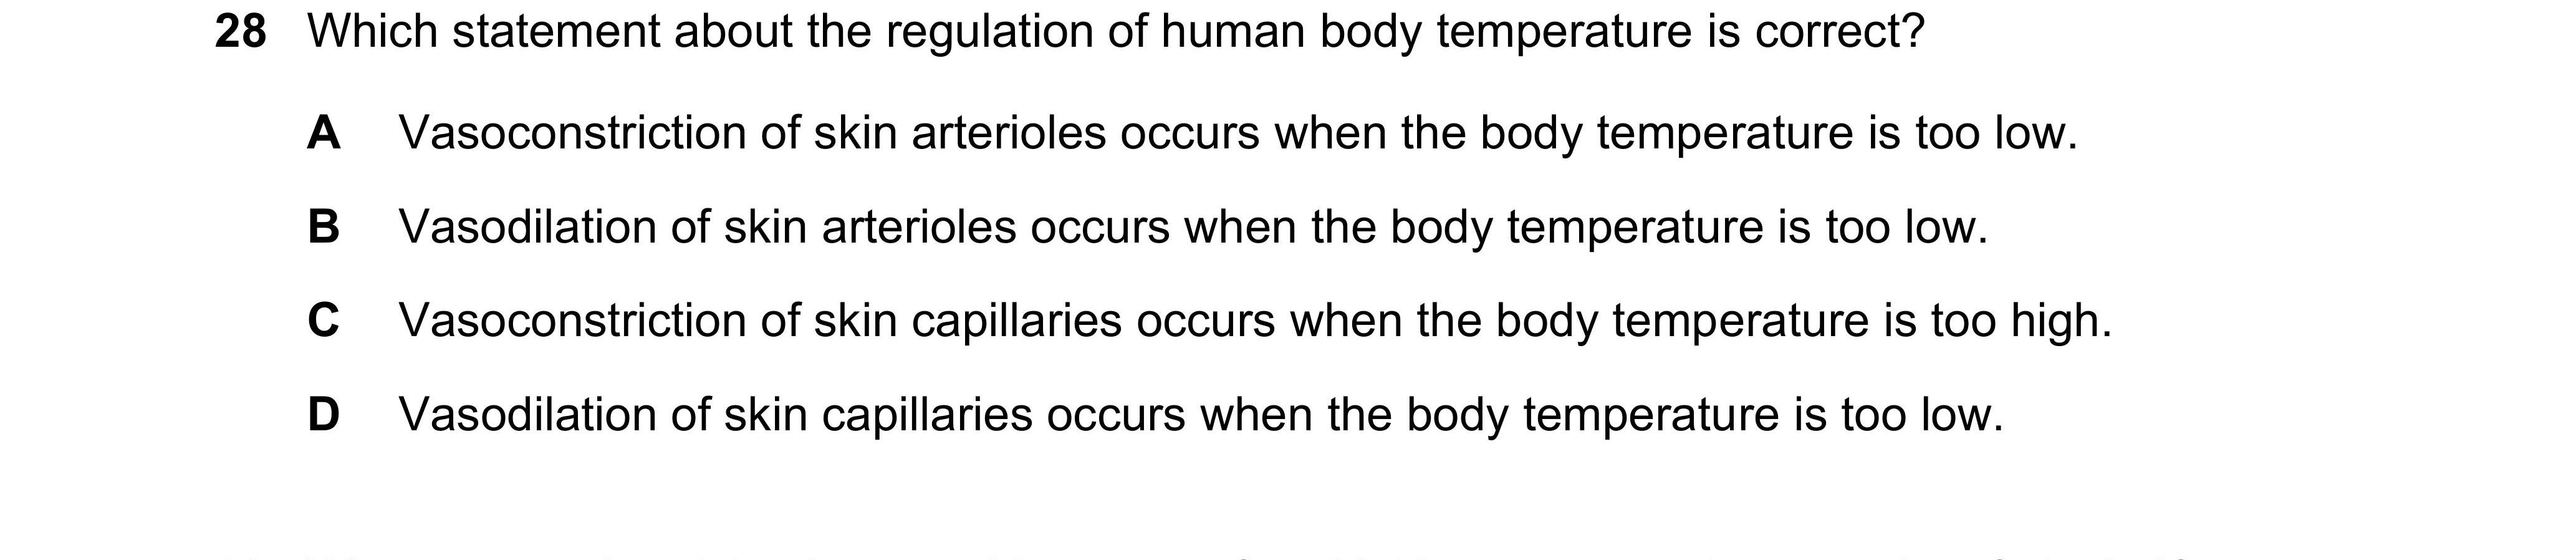 28 Which statement about the regulation of human body temperature is correct?
A Vasoconstriction of skin arterioles occurs when the body temperature is too low.
B Vasodilation of skin arterioles occurs when the body temperature is too low.
C Vasoconstriction of skin capillaries occurs when the body temperature is too high.
D Vasodilation of skin capillaries occurs when the body temperature is too low.